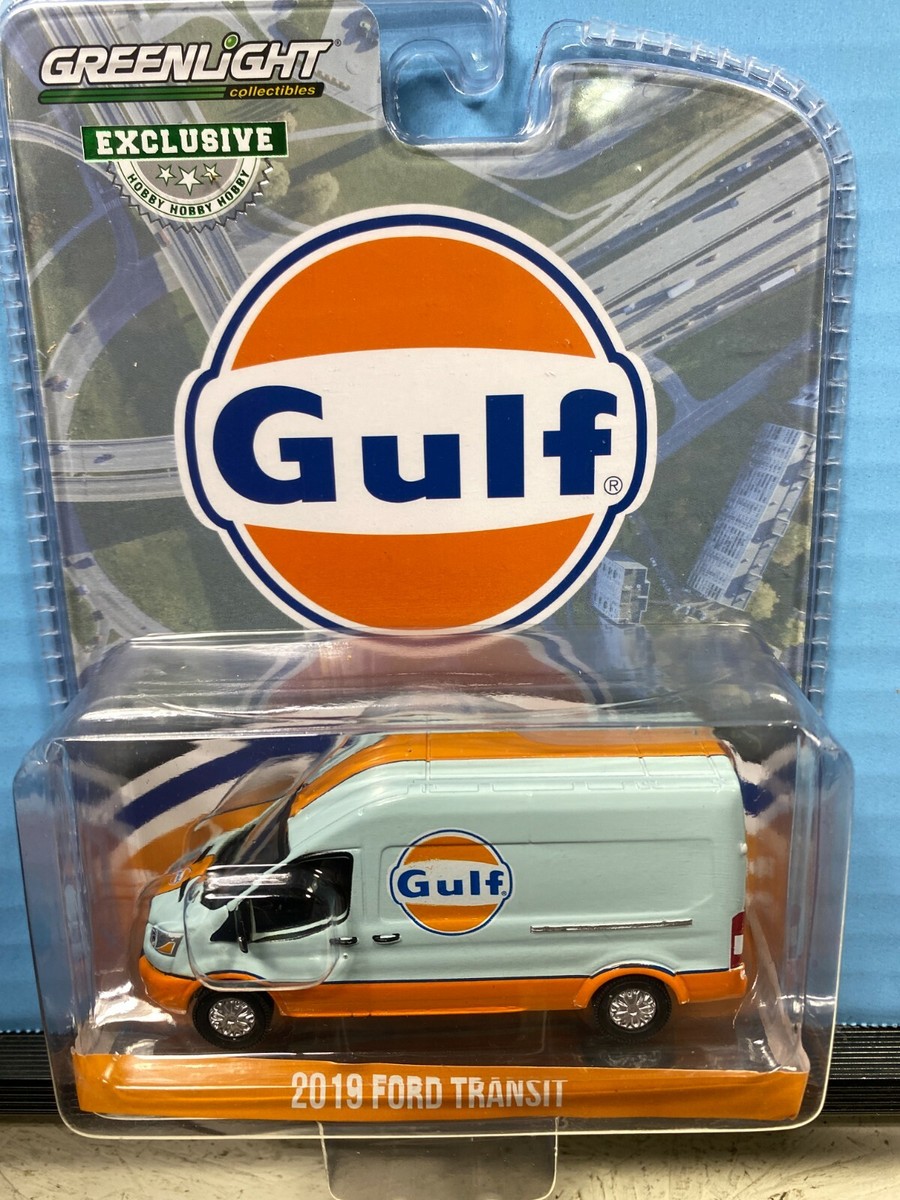 GREENLIGHT®
collectibles
EXCLUSIVE
HOBBY HOBBY HOBBY
Gulf®
Gulf®
2019 FORD TRANSIT